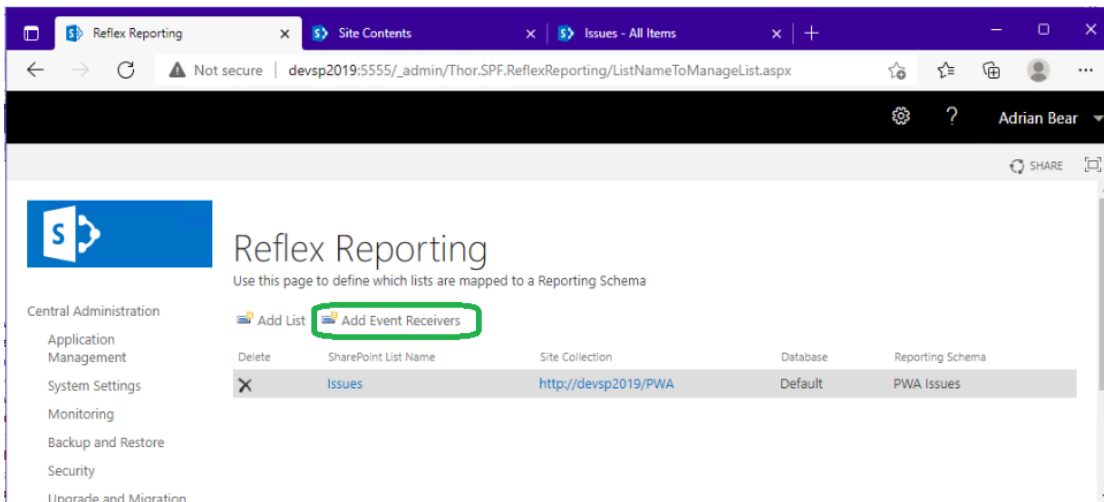 Reflex Reporting
Site Contents
Issues - All Items
Not secure | devsp2019:5555/_admin/Thor.SPF.ReflexReporting/ListNameToManageList.aspx
? Adrian Bear
SHARE
S
Reflex Reporting
Use this page to define which lists are mapped to a Reporting Schema
Add List Add Event Receivers
Delete SharePoint List Name Site Collection Database Reporting Schema
Issues http://devsp2019/PWA Default PWA Issues
Central Administration
Application
Management
System Settings
Monitoring
Backup and Restore
Security
Upgrade and Migration